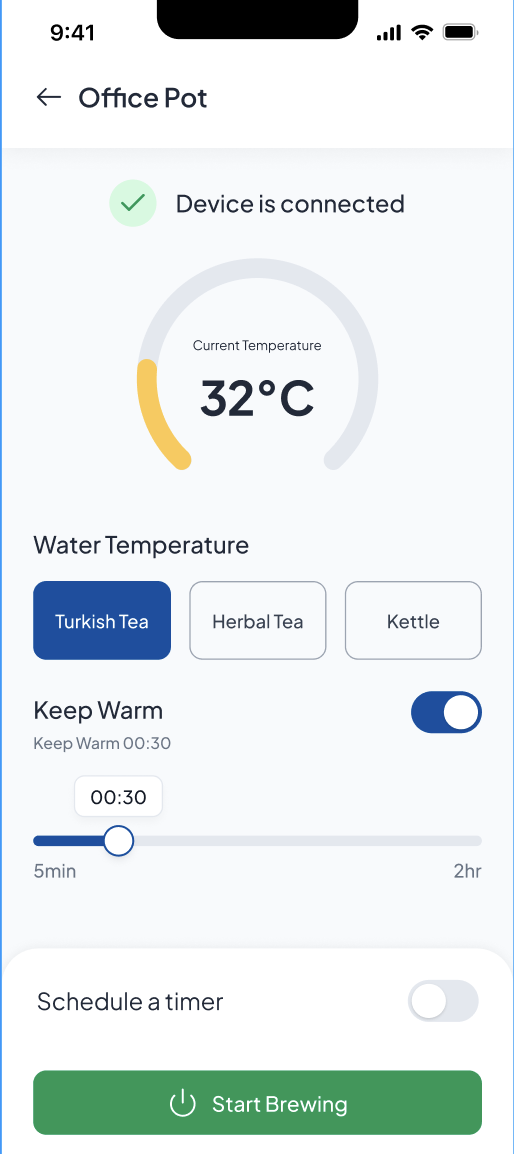 9:41
Office Pot
Device is connected
Current Temperature
32°C
Water Temperature
Turkish Tea
Herbal Tea
Kettle
Keep Warm
Keep Warm 00:30
00:30
5min
2hr
Schedule a timer
Start Brewing